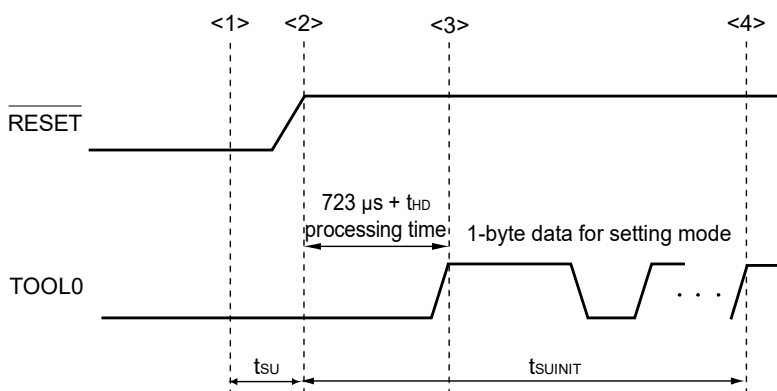 <1> <2> <3> <4>
RESET
723 µs + tHD
processing time
1-byte data for setting mode
TOOL0
. . .
tSU
tSUINIT